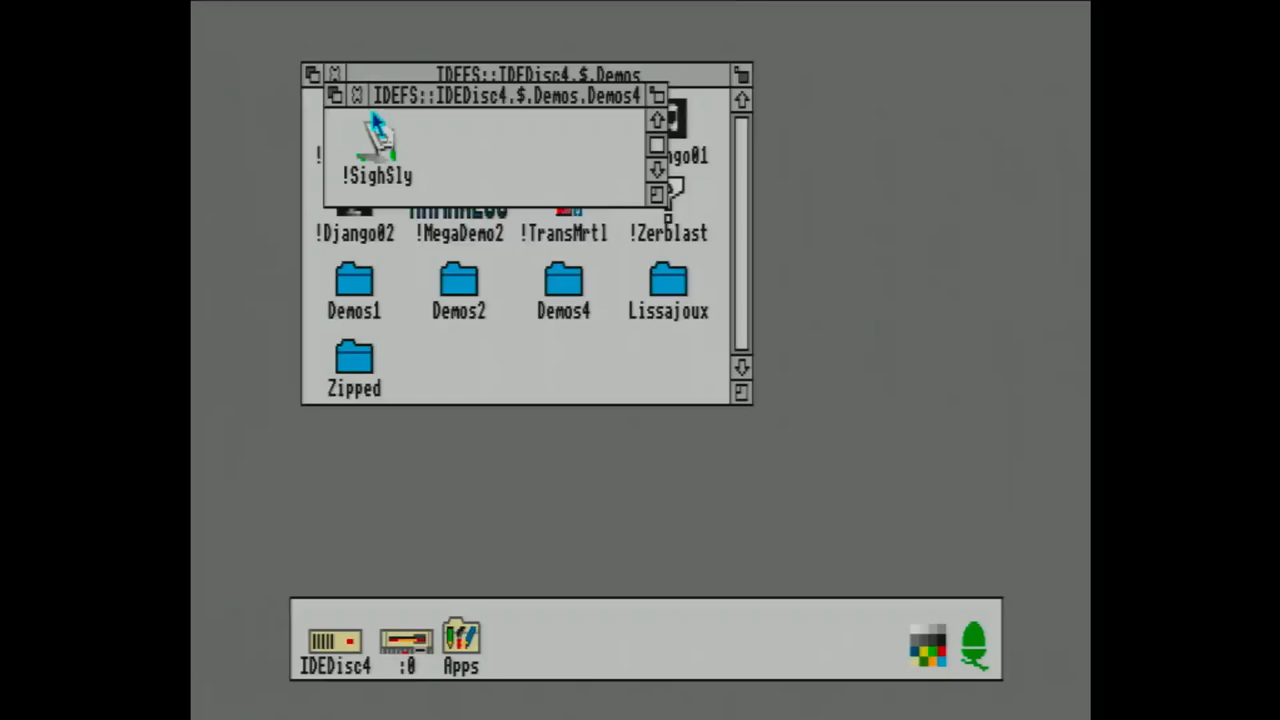 IDEFS::IDEDisc4.$.Demos
IDEFS::IDEDisc4.$.Demos.Demos4
!SighSly
!Django02 !MegaDemo2 !TransMrtl !Zerblast
Demos1 Demos2 Demos4 Lissajoux
Zipped
IDEDisc4 :0 Apps